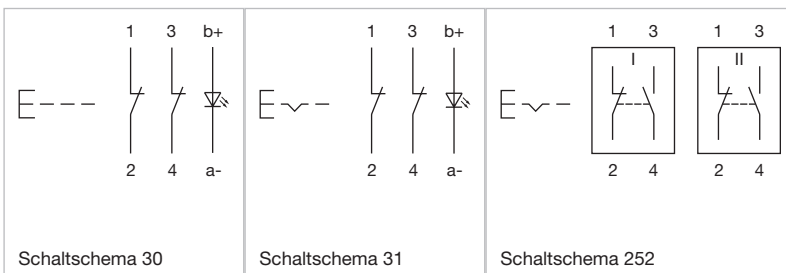 1 3 b+
2 4 a-
Schaltschema 30
1 3 b+
2 4 a-
Schaltschema 31
1 3 1 3
I II
2 4 2 4
Schaltschema 252